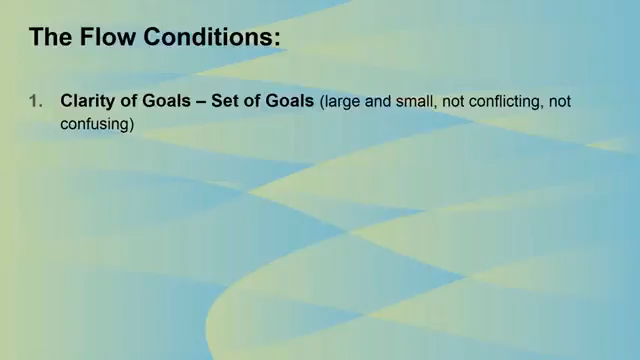 The Flow Conditions:
1. Clarity of Goals – Set of Goals (large and small, not conflicting, not
confusing)